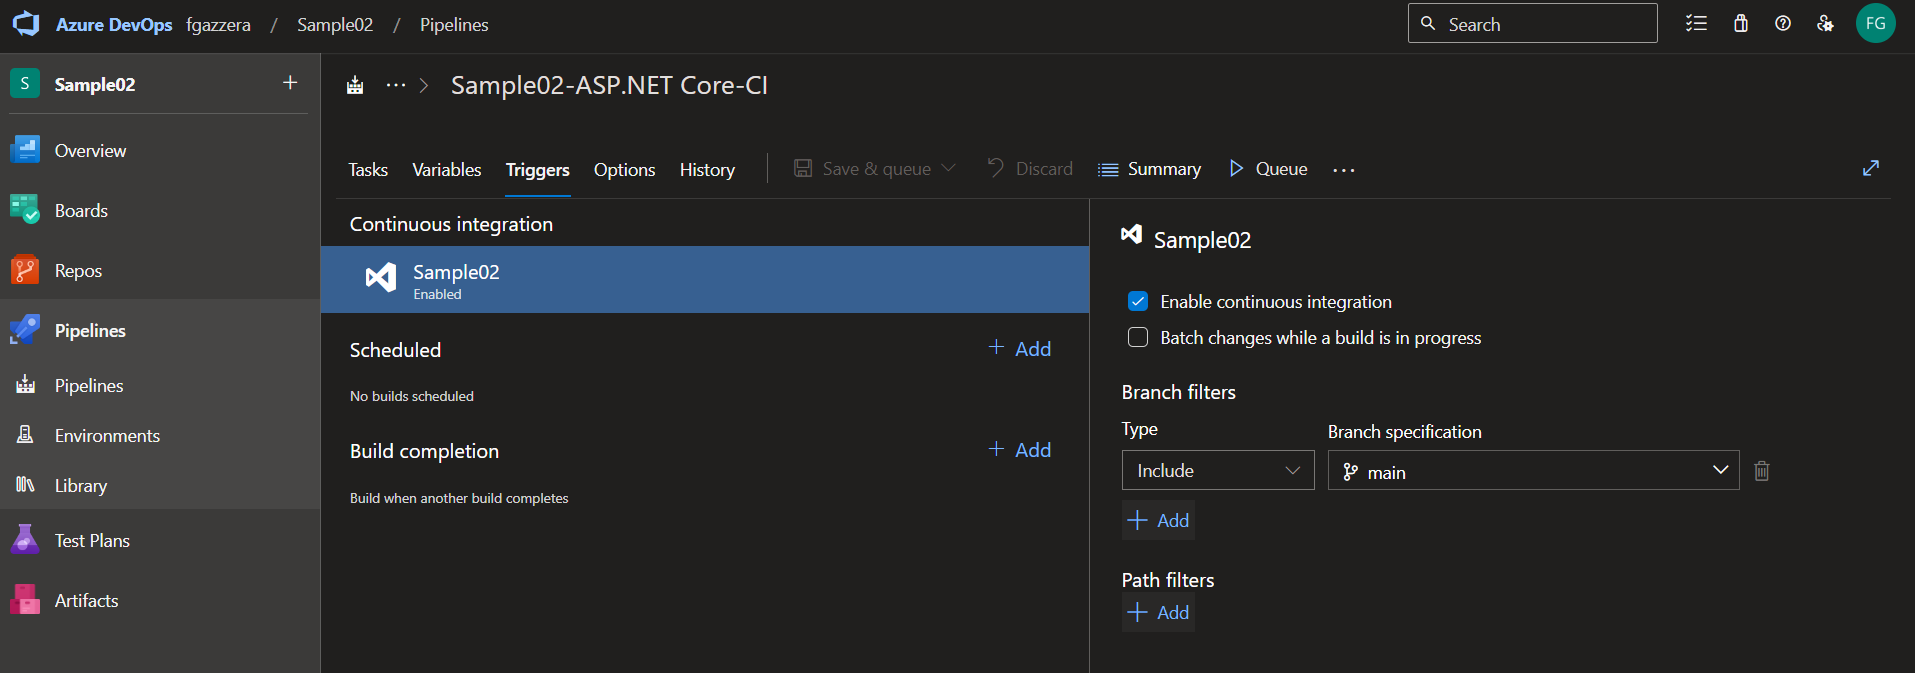 Azure DevOps fgazzera / Sample02 / Pipelines
Search
FG
S Sample02
Overview
Boards
Repos
Pipelines
Pipelines
Environments
Library
Test Plans
Artifacts
... > Sample02-ASP.NET Core-CI
Tasks Variables Triggers Options History Save & queue Discard Summary Queue ...
Continuous integration
Sample02
Enabled
Scheduled
+ Add
No builds scheduled
Build completion
+ Add
Build when another build completes
Sample02
Enable continuous integration
Batch changes while a build is in progress
Branch filters
Type Branch specification
Include main
+ Add
Path filters
+ Add